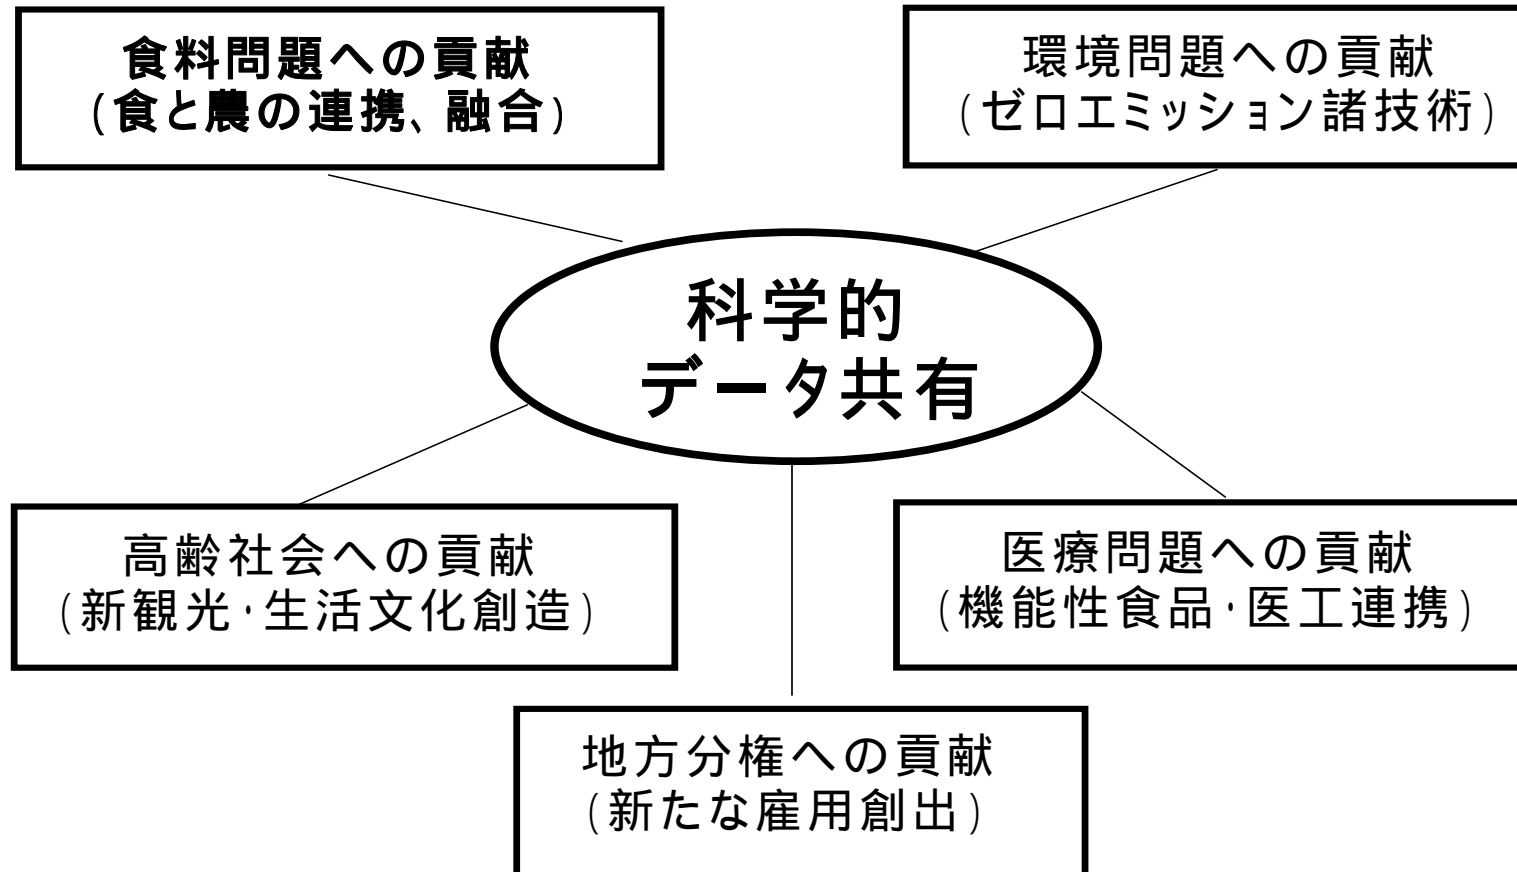 食料問題への貢献
(食と農の連携、融合)
環境問題への貢献
(ゼロエミッション諸技術)
科学的
データ共有
高齢社会への貢献
(新観光・生活文化創造)
医療問題への貢献
(機能性食品・医工連携)
地方分権への貢献
(新たな雇用創出)